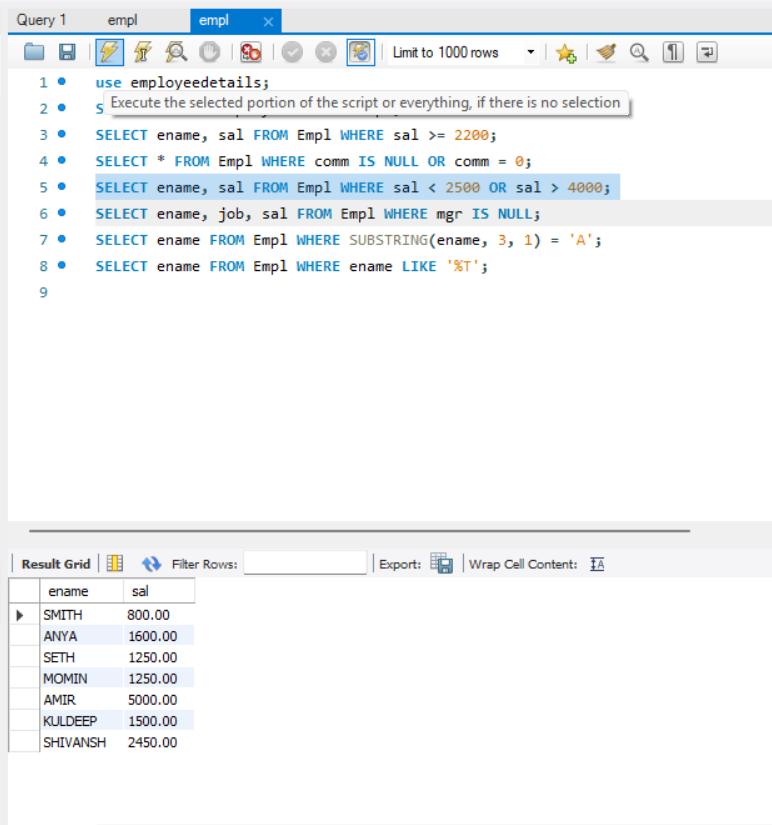 Query 1 empl empl
Limit to 1000 rows
1 use employeedetails;
Execute the selected portion of the script or everything, if there is no selection
2 S
3 SELECT ename, sal FROM Empl WHERE sal >= 2200;
4 SELECT * FROM Empl WHERE comm IS NULL OR comm = 0;
5 SELECT ename, sal FROM Empl WHERE sal < 2500 OR sal > 4000;
6 SELECT ename, job, sal FROM Empl WHERE mgr IS NULL;
7 SELECT ename FROM Empl WHERE SUBSTRING(ename, 3, 1) = 'A';
8 SELECT ename FROM Empl WHERE ename LIKE '%T';
9
Result Grid Filter Rows: Export: Wrap Cell Content: IA
ename sal
SMITH 800.00
ANYA 1600.00
SETH 1250.00
MOMIN 1250.00
AMIR 5000.00
KULDEEP 1500.00
SHIVANSH 2450.00